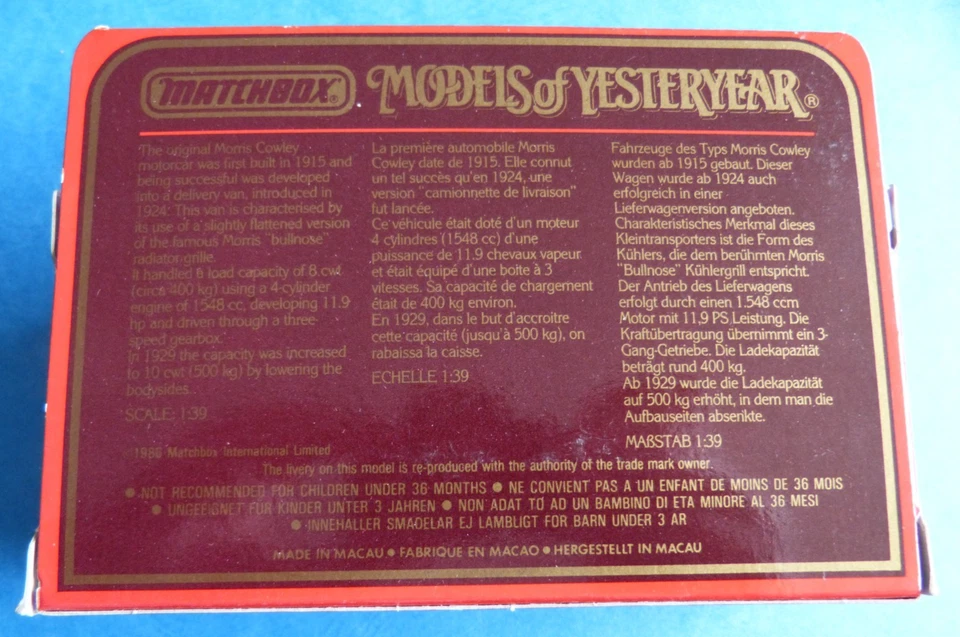 MATCHBOX MODELS of YESTERYEAR ®
The original Morris Cowley
motorcar was first built in 1915 and
being successful was developed
into a delivery van, introduced in
1924. This van is characterised by
its use of a slightly flattened version
of the famous Morris "bullnose"
radiator grille.
It handled a load capacity of 8 cwt
(circa 400 kg) using a 4-cylinder
engine of 1548 cc, developing 11.9
hp and driven through a three-
speed gearbox.
In 1929 the capacity was increased
to 10 cwt (500 kg) by lowering the
bodysides.
SCALE: 1:39
La première automobile Morris
Cowley date de 1915. Elle connut
un tel succès qu'en 1924, une
version "camionnette de livraison"
fut lancée.
Ce véhicule était doté d'un moteur
4 cylindres (1548 cc) d'une
puissance de 11.9 chevaux vapeur
et était équipé d'une boite à 3
vitesses. Sa capacité de chargement
était de 400 kg environ.
En 1929, dans le but d'accroitre
cette capacité (jusqu'à 500 kg), on
rabaissa la caisse.
ECHELLE 1:39
Fahrzeuge des Typs Morris Cowley
wurden ab 1915 gebaut. Dieser
Wagen wurde ab 1924 auch
erfolgreich in einer
Lieferwagenversion angeboten.
Charakteristisches Merkmal dieses
Kleintransporters ist die Form des
Kühlers, die dem berühmten Morris
"Bullnose" Kühlergrill entspricht.
Der Antrieb des Lieferwagens
erfolgt durch einen 1.548 ccm
Motor mit 11,9 PS Leistung. Die
Kraftübertragung übernimmt ein 3-
Gang-Getriebe. Die Ladekapazität
beträgt rund 400 kg.
Ab 1929 wurde die Ladekapazität
auf 500 kg erhöht, in dem man die
Aufbauseiten absenkte.
MAßSTAB 1:39
Matchbox International Limited
The livery on this model is re-produced with the authority of the trade mark owner.
● NOT RECOMMENDED FOR CHILDREN UNDER 36 MONTHS ● NE CONVIENT PAS A UN ENFANT DE MOINS DE 36 MOIS
● UNGEEIGNET FUR KINDER UNTER 3 JAHREN ● NON ADAT TO AD UN BAMBINO DI ETA MINORE AL 36 MESI
● INNEHALLER SMADELAR EJ LAMBLIGT FOR BARN UNDER 3 AR
MADE IN MACAU ● FABRIQUE EN MACAO ● HERGESTELLT IN MACAU